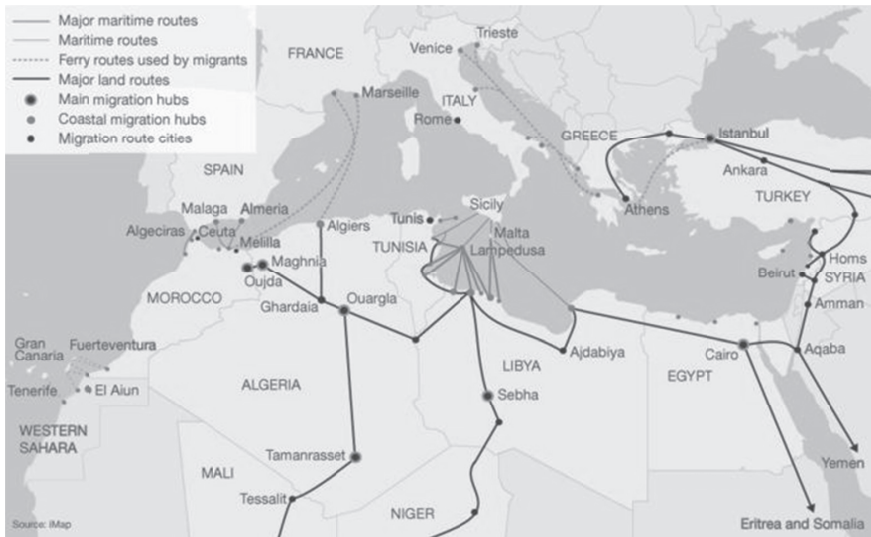 Major maritime routes
Maritime routes
Ferry routes used by migrants
Major land routes
Main migration hubs
Coastal migration hubs
Migration route cities
FRANCE
Venice
Trieste
Marseille
ITALY
Rome
GREECE
Istanbul
Ankara
TURKEY
SPAIN
Malaga
Almeria
Algeciras
Ceuta
Melilla
Algiers
Tunis
Sicily
Malta
Athens
TUNISIA
Lampedusa
Homs
Beirut
SYRIA
Maghnia
Oujda
MOROCCO
Ghardaia
Ouargla
Amman
Gran
Canaria
Fuerteventura
Ajdabiya
Cairo
Aqaba
LIBYA
EGYPT
Tenerife
El Aiun
ALGERIA
Sebha
WESTERN
SAHARA
Tamanrasset
MALI
Yemen
Tessalit
NIGER
Source: iMap
Eritrea and Somalia